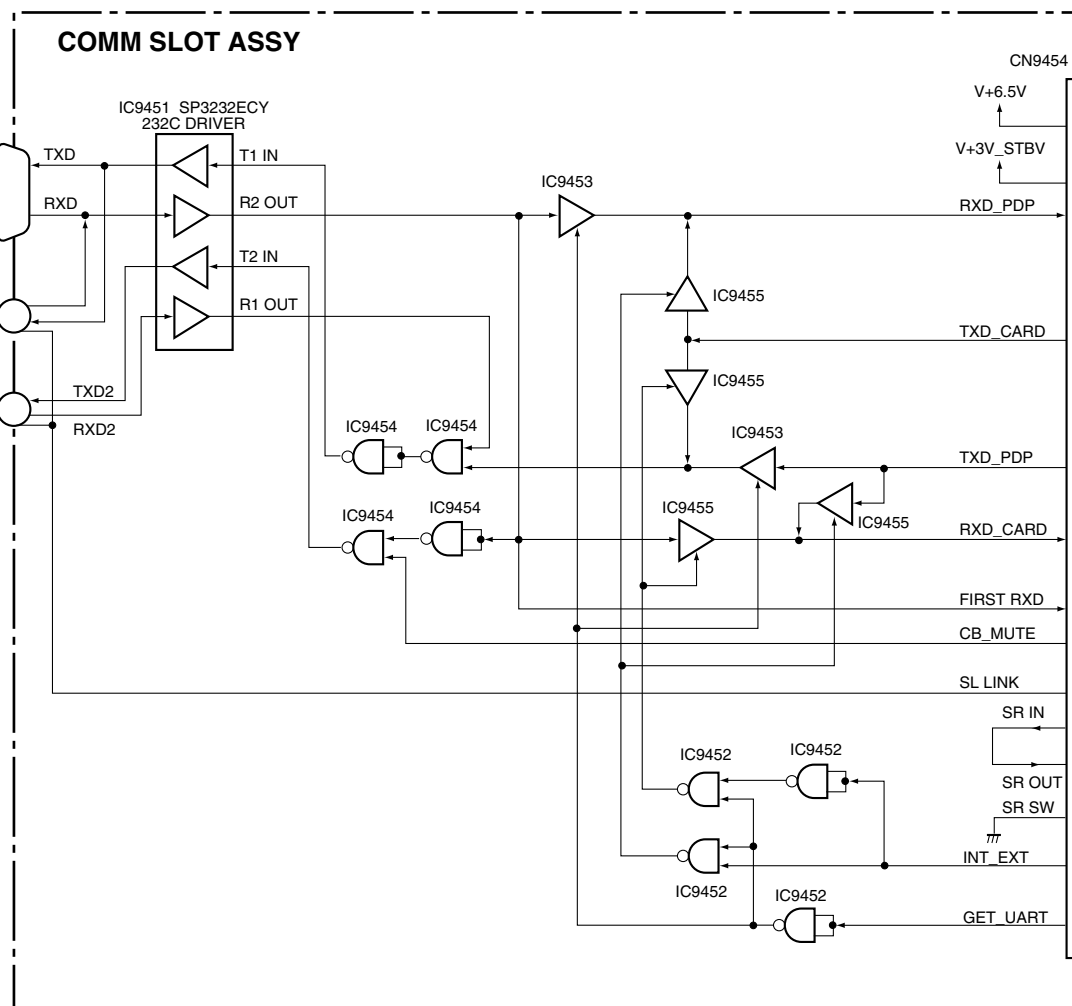 COMM SLOT ASSY
CN9454
IC9451 SP3232ECY
232C DRIVER
V+6.5V
V+3V_STBV
TXD
T1 IN
RXD
R2 OUT
IC9453
RXD_PDP
T2 IN
R1 OUT
IC9455
TXD_CARD
IC9455
TXD2
RXD2
IC9454
IC9454
IC9453
TXD_PDP
IC9454
IC9454
IC9455
IC9455
RXD_CARD
FIRST RXD
CB_MUTE
SL LINK
SR IN
SR OUT
IC9452
IC9452
SR SW
INT_EXT
IC9452
IC9452
GET_UART